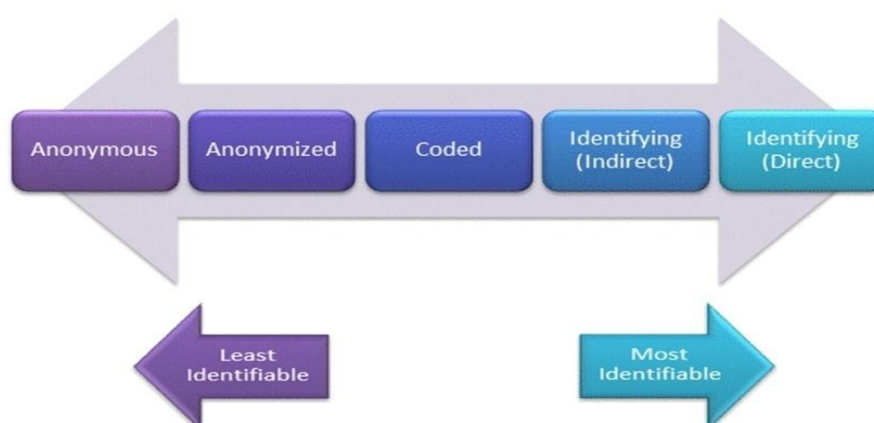 Anonymous
Anonymized
Coded
Identifying
(Indirect)
Identifying
(Direct)
Least
Identifiable
Most
Identifiable